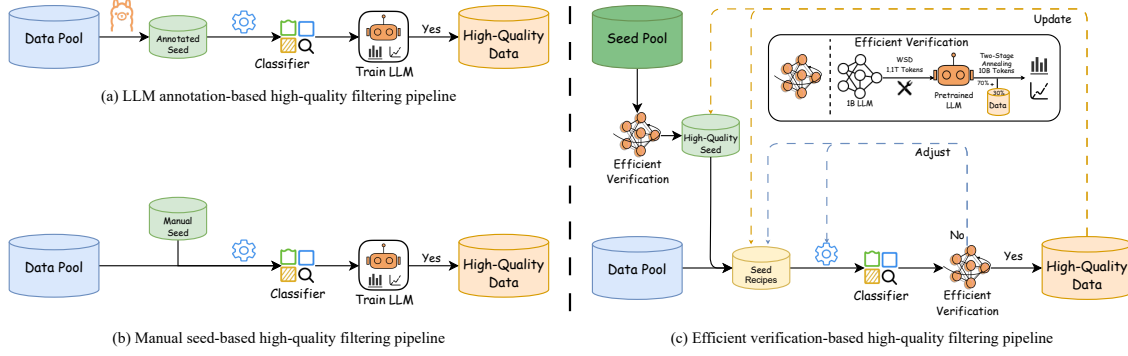 Data Pool
Annotated
Seed
Classifier
Train LLM
Yes
High-Quality
Data
(a) LLM annotation-based high-quality filtering pipeline
Manual
Seed
Data Pool
Classifier
Train LLM
Yes
High-Quality
Data
(b) Manual seed-based high-quality filtering pipeline
Seed Pool
Update
Efficient Verification
WSD
1.1T Tokens
1B LLM
Pretrained
LLM
Two-Stage
Annealing
10B Tokens
70%
30%
Data
Efficient
Verification
High-Quality
Seed
Adjust
Data Pool
Seed
Recipes
Classifier
No
Efficient
Verification
Yes
High-Quality
Data
(c) Efficient verification-based high-quality filtering pipeline